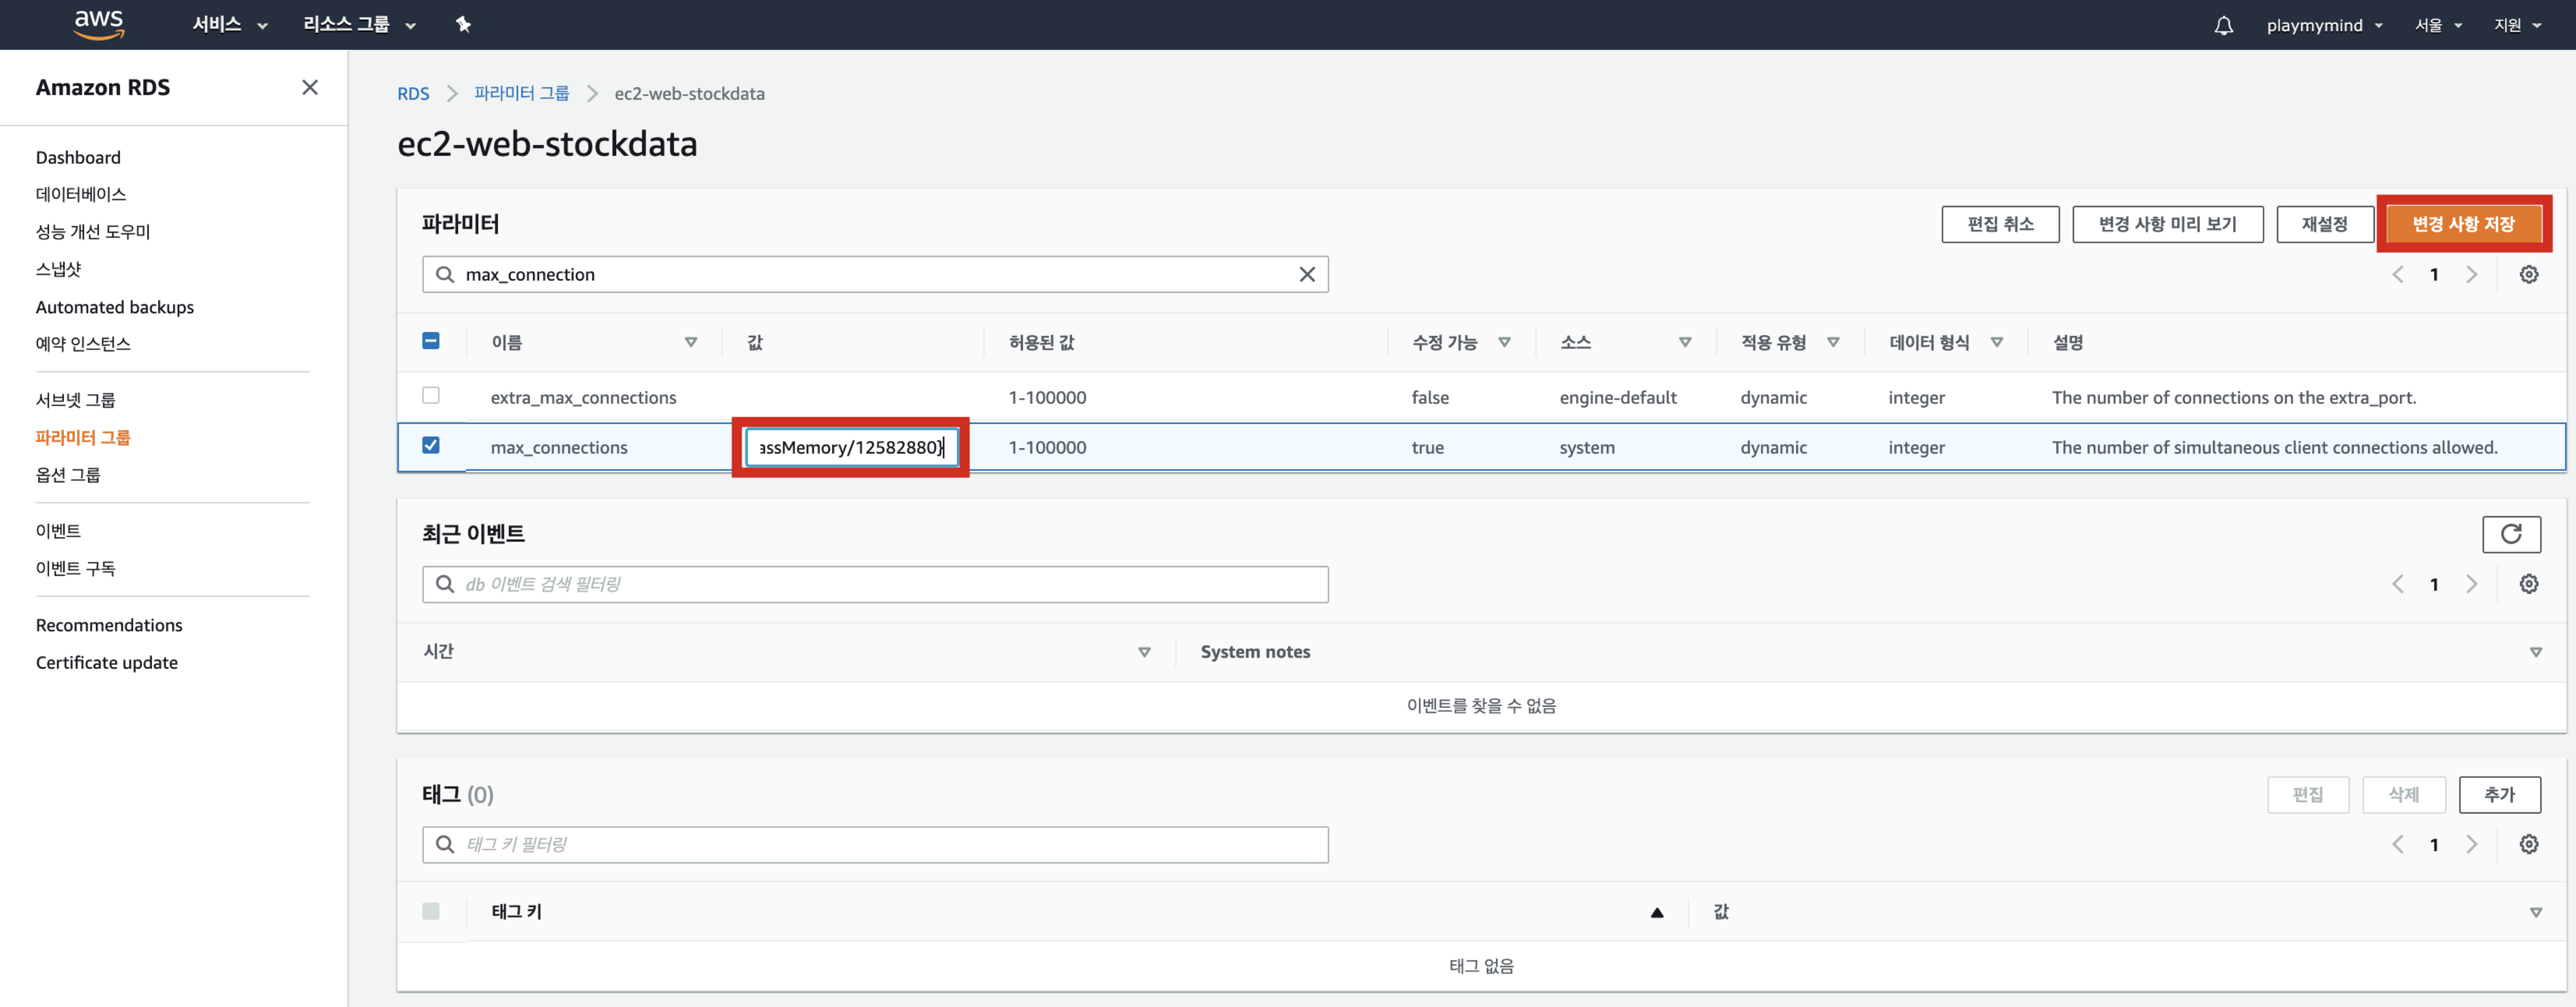 aws 서비스 리소스 그룹 playmymind 서울 지원
Amazon RDS
Dashboard
데이터베이스
성능 개선 도우미
스냅샷
Automated backups
예약 인스턴스
서브넷 그룹
파라미터 그룹
옵션 그룹
이벤트
이벤트 구독
Recommendations
Certificate update
RDS 파라미터 그룹 ec2-web-stockdata
ec2-web-stockdata
파라미터 편집 취소 변경 사항 미리 보기 재설정 변경 사항 저장
max_connection 1
이름 값 허용된 값 수정 가능 소스 적용 유형 데이터 형식 설명
extra_max_connections 1-100000 false engine-default dynamic integer The number of connections on the extra_port.
max_connections assMemory/12582880} 1-100000 true system dynamic integer The number of simultaneous client connections allowed.
최근 이벤트
db 이벤트 검색 필터링 1
시간 System notes
이벤트를 찾을 수 없음
태그 (0) 편집 삭제 추가
태그 키 필터링 1
태그 키 값
태그 없음